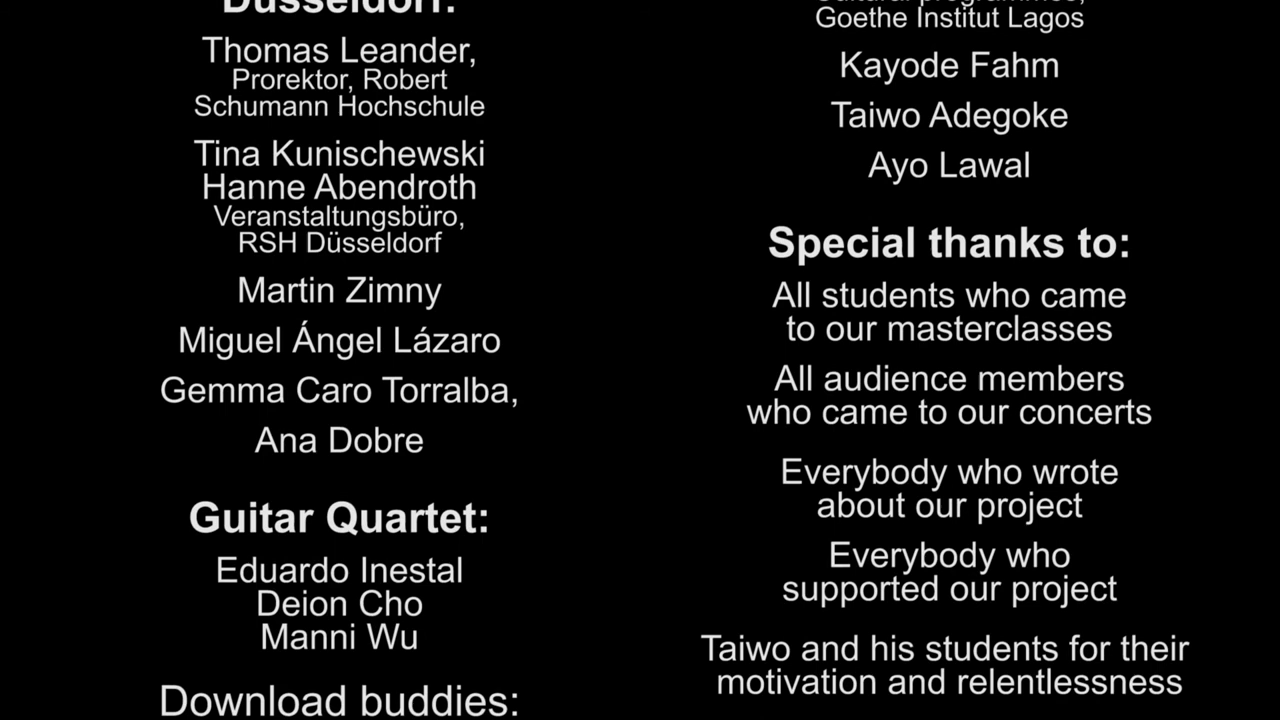 Düsseldorf:
Thomas Leander,
Prorektor, Robert
Schumann Hochschule
Tina Kunischewski
Hanne Abendroth
Veranstaltungsbüro,
RSH Düsseldorf
Martin Zimny
Miguel Ángel Lázaro
Gemma Caro Torralba,
Ana Dobre
Guitar Quartet:
Eduardo Inestal
Deion Cho
Manni Wu
Download buddies:
Cultural programmes,
Goethe Institut Lagos
Kayode Fahm
Taiwo Adegoke
Ayo Lawal
Special thanks to:
All students who came
to our masterclasses
All audience members
who came to our concerts
Everybody who wrote
about our project
Everybody who
supported our project
Taiwo and his students for their
motivation and relentlessness